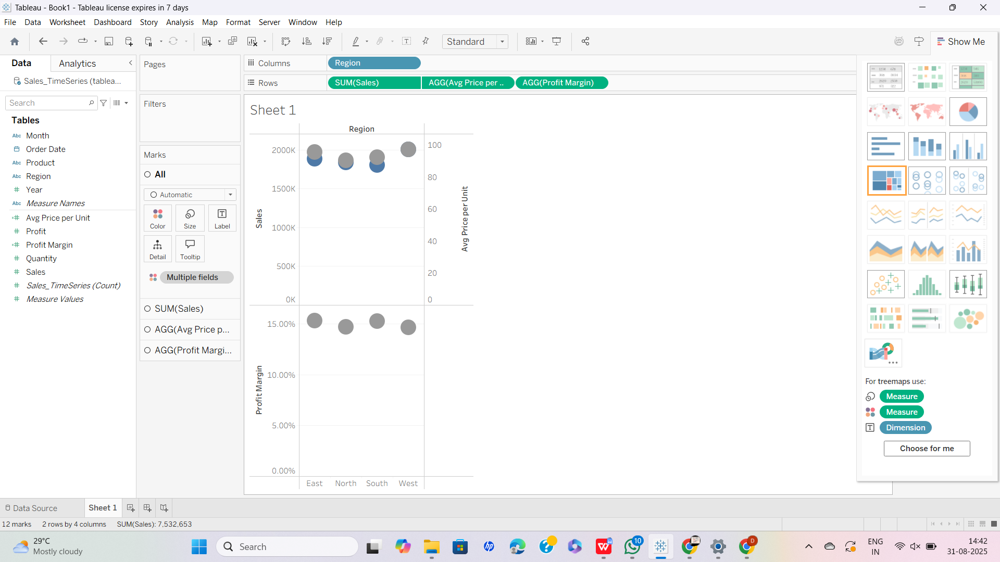 Tableau - Book1 - Tableau license expires in 7 days
File Data Worksheet Dashboard Story Analysis Map Format Server Window Help
Standard
Show Me
Data Analytics
Sales_TimeSeries (tablea...
Search
Tables
Abc Month
Order Date
Abc Product
Abc Region
Year
Abc Measure Names
Avg Price per Unit
Profit
Profit Margin
Quantity
Sales
Sales_TimeSeries (Count)
Measure Values
Pages
Filters
Marks
All
Automatic
Color Size Label
Detail Tooltip
Multiple fields
SUM(Sales)
AGG(Avg Price p...
AGG(Profit Margi...
Columns Region
Rows SUM(Sales) AGG(Avg Price per .. AGG(Profit Margin)
Sheet 1
Region
Sales
2000K
1500K
1000K
500K
0K
100
80
60
40
20
0
Avg Price per Unit
Profit Margin
15.00%
10.00%
5.00%
0.00%
East North South West
For treemaps use:
Measure
Measure
Dimension
Choose for me
Data Source Sheet 1
12 marks 2 rows by 4 columns SUM(Sales): 7,532,653
29°C
Mostly cloudy
Search
10
D
ENG
IN
14:42
31-08-2025